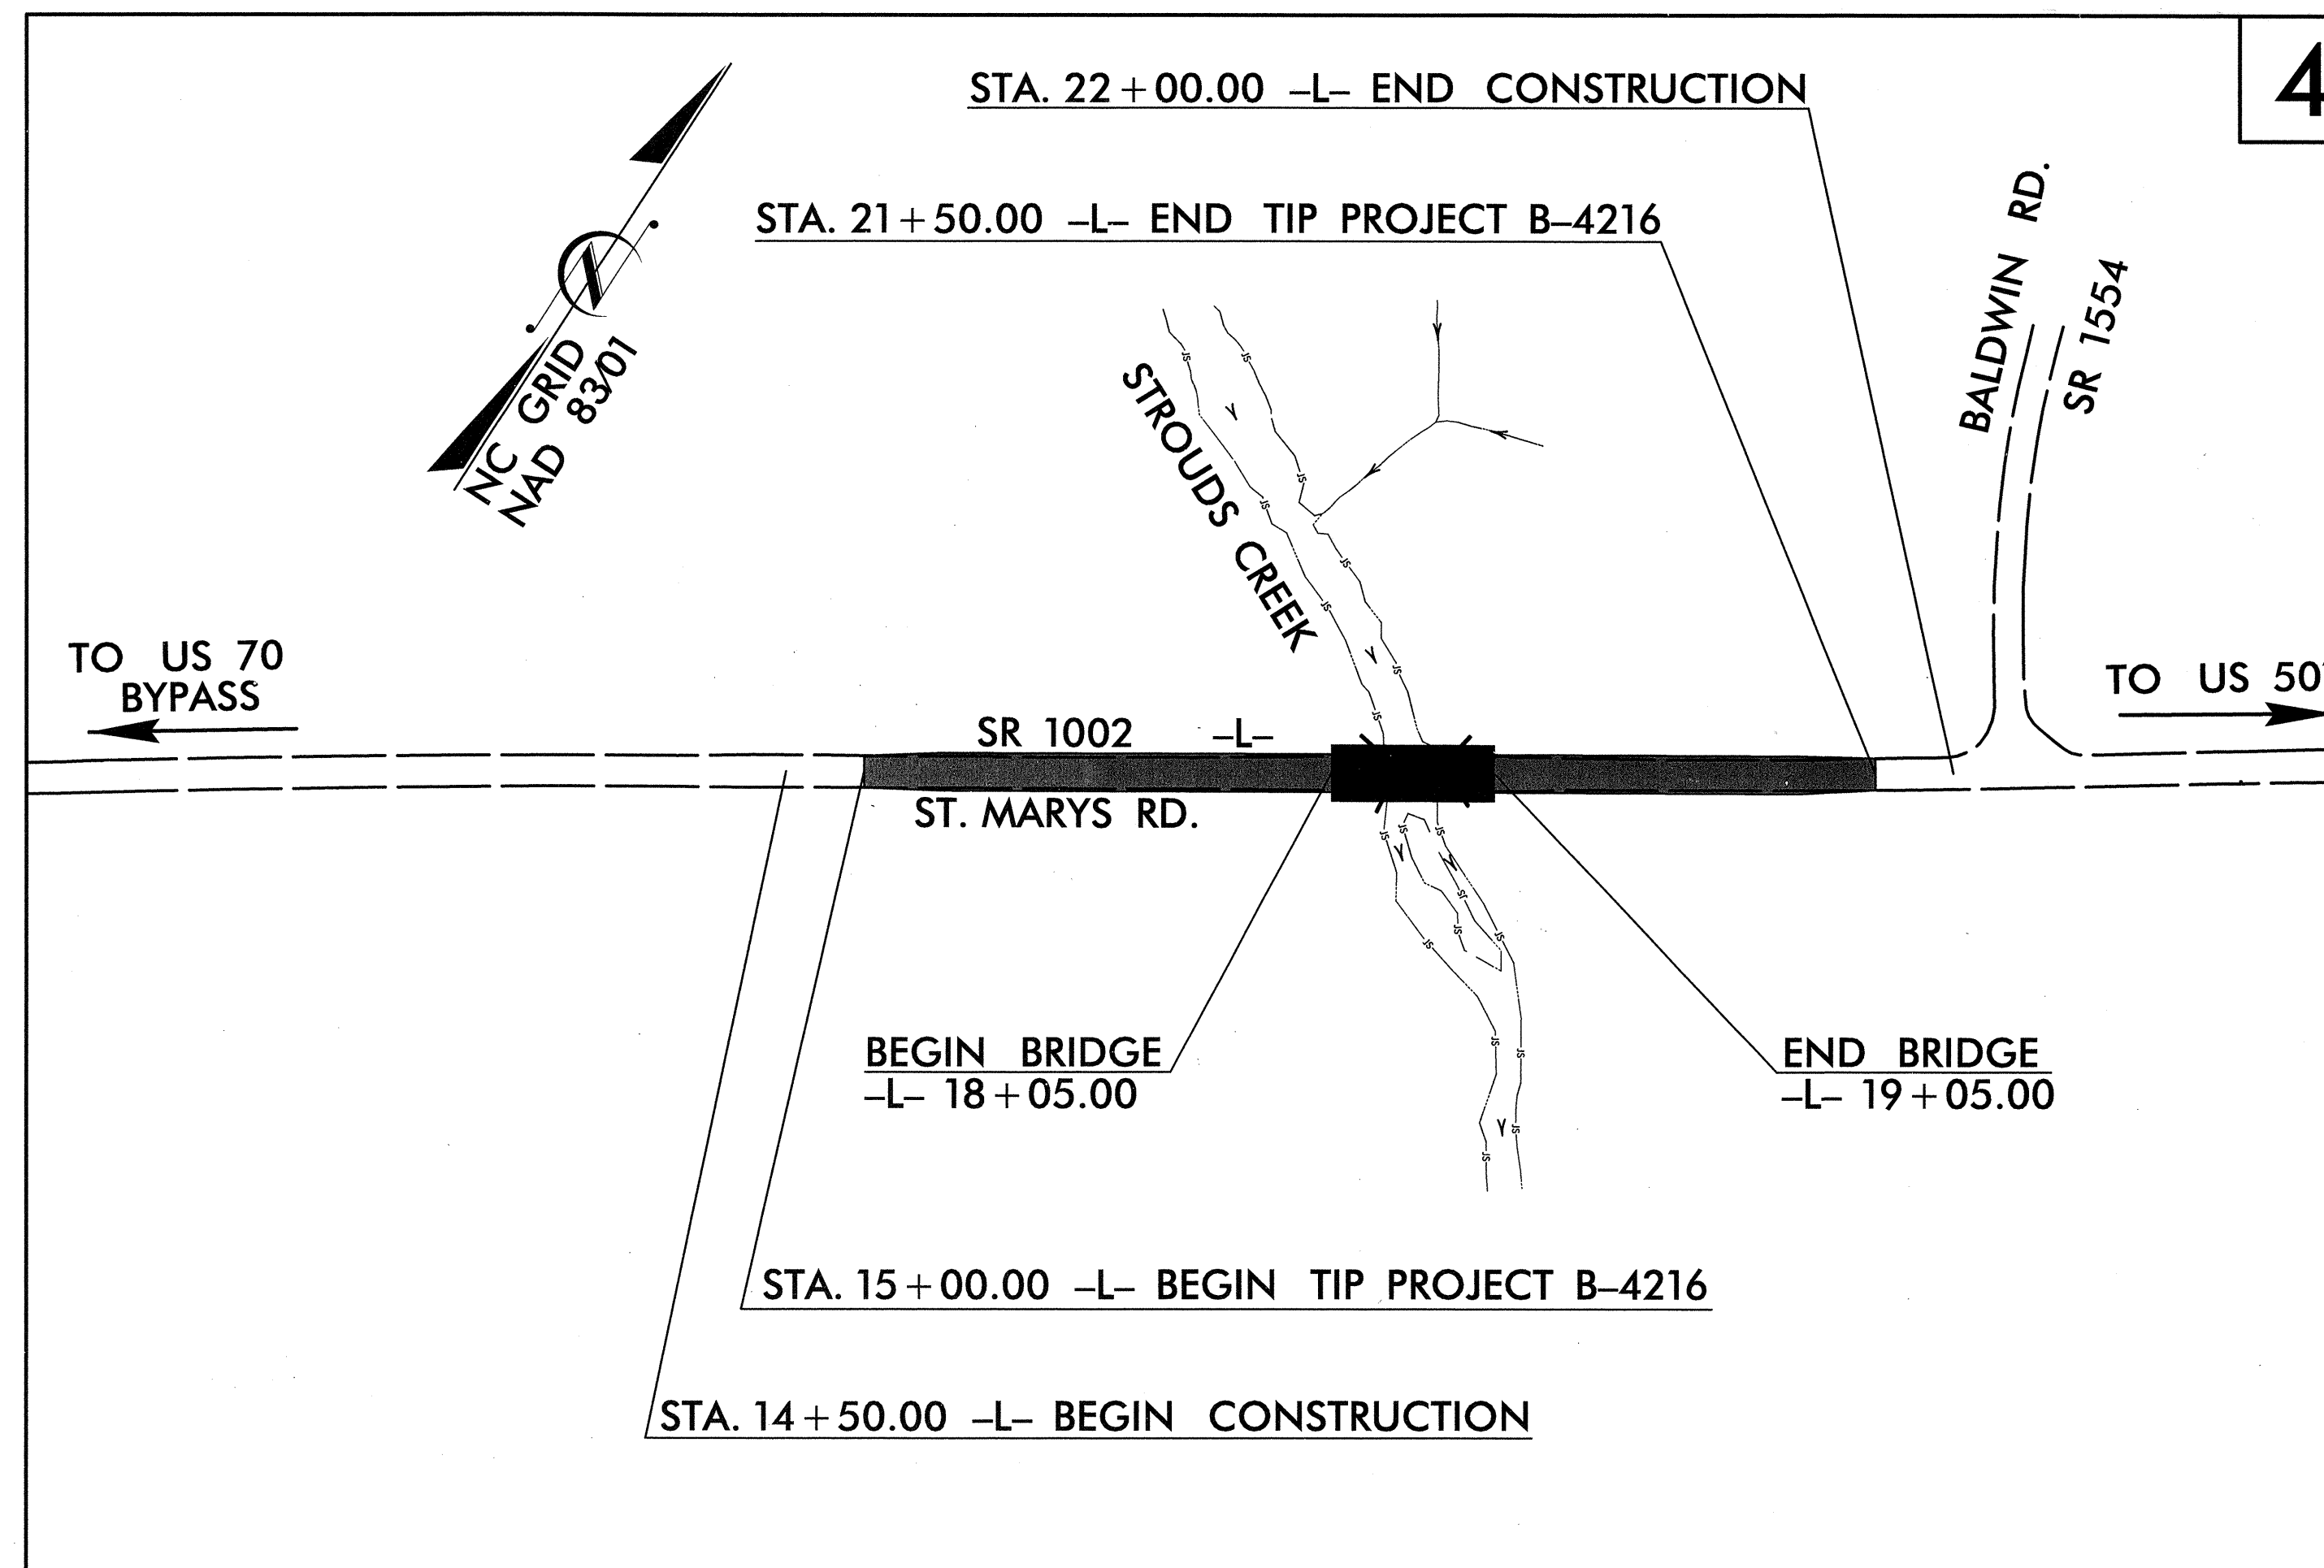 4
STA. 22+00.00 –L– END CONSTRUCTION
STA. 21+50.00 –L– END TIP PROJECT B–4216
BALDWIN RD.
SR 1554
NC GRID
NAD 83/01
STROUDS CREEK
TO US 70
BYPASS
TO US 50
SR 1002 –L–
ST. MARYS RD.
BEGIN BRIDGE
–L– 18+05.00
END BRIDGE
–L– 19+05.00
STA. 15+00.00 –L– BEGIN TIP PROJECT B–4216
STA. 14+50.00 –L– BEGIN CONSTRUCTION